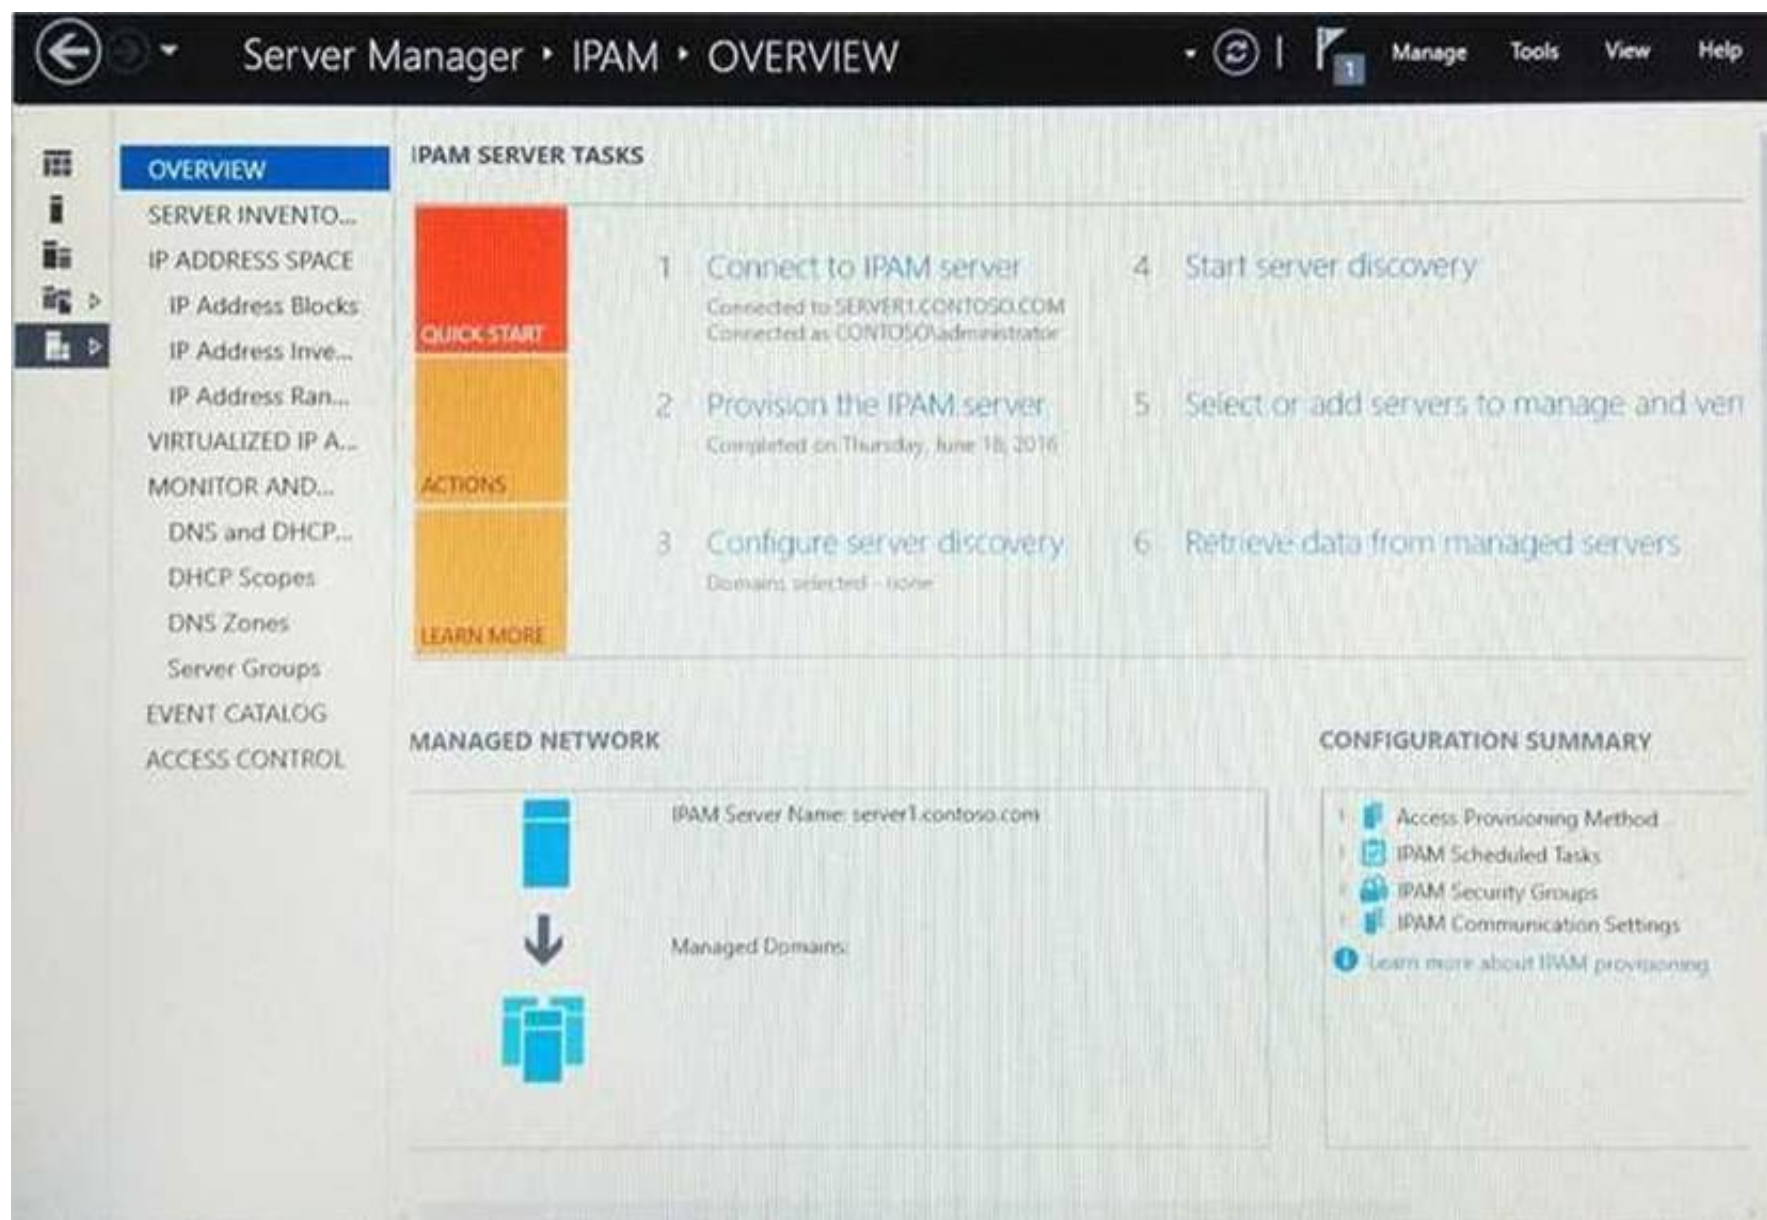 Server Manager ‣ IPAM ‣ OVERVIEW
1
Manage
Tools
View
Help
OVERVIEW
SERVER INVENTO...
IP ADDRESS SPACE
IP Address Blocks
IP Address Inve...
IP Address Ran...
VIRTUALIZED IP A...
MONITOR AND...
DNS and DHCP...
DHCP Scopes
DNS Zones
Server Groups
EVENT CATALOG
ACCESS CONTROL
IPAM SERVER TASKS
QUICK START
ACTIONS
LEARN MORE
1 Connect to IPAM server
Connected to SERVER1.CONTOSO.COM
Connected as CONTOSO\administrator
2 Provision the IPAM server
Completed on Thursday, June 18, 2016
3 Configure server discovery
Domains selected - none
4 Start server discovery
5 Select or add servers to manage and veri
6 Retrieve data from managed servers
MANAGED NETWORK
IPAM Server Name: server1.contoso.com
Managed Domains:
CONFIGURATION SUMMARY
Access Provisioning Method
IPAM Scheduled Tasks
IPAM Security Groups
IPAM Communication Settings
Learn more about IPAM provisioning